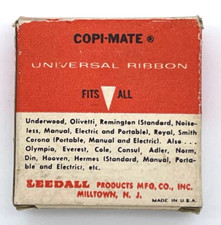 COPI-MATE ®
UNIVERSAL RIBBON
FITS ALL
Underwood, Olivetti, Remington (Standard, Noise-
less, Manual, Electric and Portable), Royal, Smith
Corona (Portable, Manual and Electric). Also . . .
Olympia, Everest, Cole, Consul, Adler, Norm,
Din, Hooven, Hermes (Standard, Manual, Porta-
ble and Electric), etc.
LEEDALL PRODUCTS MFG. CO., INC.
MILLTOWN, N. J.
MADE IN U.S.A.